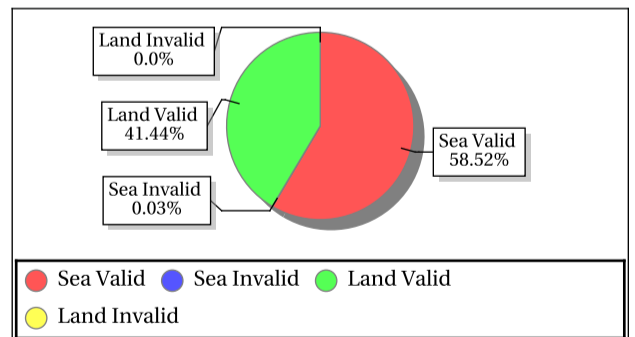 Land Invalid
0.0%
Land Valid
41.44%
Sea Invalid
0.03%
Sea Valid
58.52%
Sea Valid
Sea Invalid
Land Valid
Land Invalid